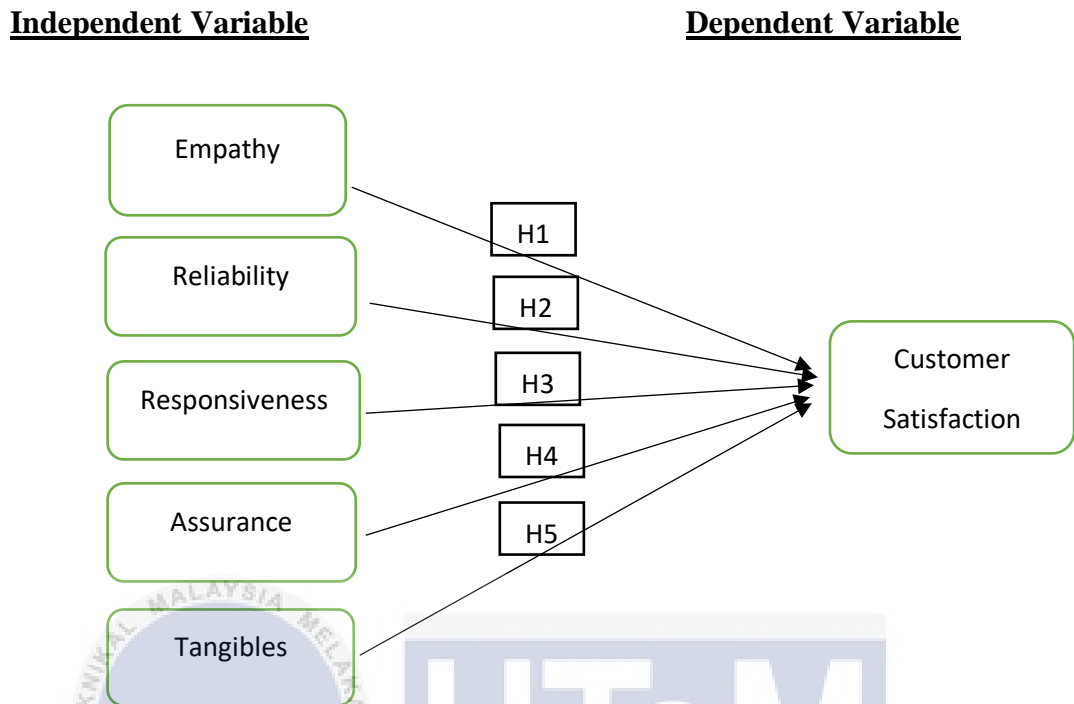 Independent Variable
Dependent Variable
Empathy
H1
Reliability
H2
Responsiveness
H3
Customer
Satisfaction
H4
Assurance
H5
Tangibles